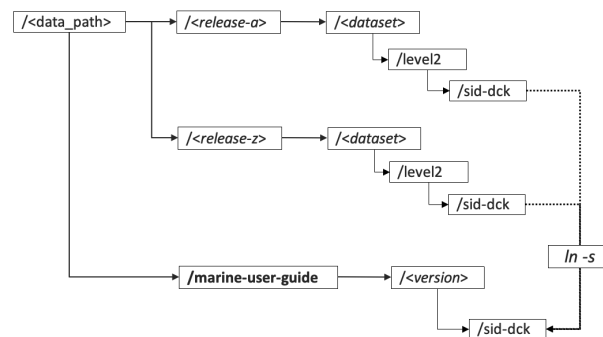 /<data_path>
/<release-a>
/<dataset>
/level2
/sid-dck
/<release-z>
/<dataset>
/level2
/sid-dck
ln -s
/marine-user-guide
/<version>
/sid-dck